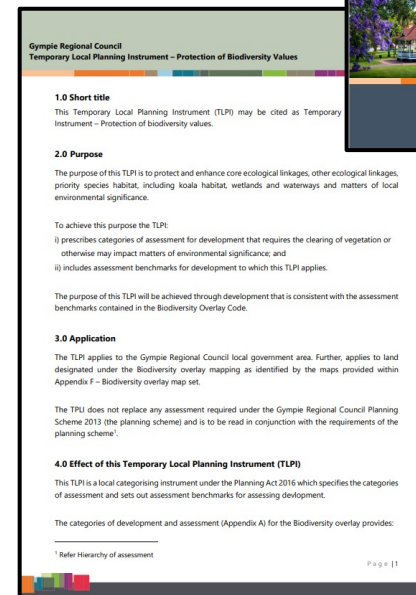 Gympie Regional Council
Temporary Local Planning Instrument – Protection of Biodiversity Values
1.0 Short title
This Temporary Local Planning Instrument (TLPI) may be cited as Temporary
Instrument – Protection of biodiversity values.
2.0 Purpose
The purpose of this TLPI is to protect and enhance core ecological linkages, other ecological linkages,
priority species habitat, including koala habitat, wetlands and waterways and matters of local
environmental significance.
To achieve this purpose the TLPI:
i) prescribes categories of assessment for development that requires the clearing of vegetation or
otherwise may impact matters of environmental significance; and
ii) includes assessment benchmarks for development to which this TLPI applies.
The purpose of this TLPI will be achieved through development that is consistent with the assessment
benchmarks contained in the Biodiversity Overlay Code.
3.0 Application
The TLPI applies to the Gympie Regional Council local government area. Further, applies to land
designated under the Biodiversity Overlay mapping as identified by the maps provided within
Appendix F – Biodiversity overlay map set.
The TPLI does not replace any assessment required under the Gympie Regional Council Planning
Scheme 2013 (the planning scheme) and is to be read in conjunction with the requirements of the
planning scheme¹.
4.0 Effect of this Temporary Local Planning Instrument (TLPI)
This TLPI is a local categorising instrument under the Planning Act 2016 which specifies the categories
of assessment and sets out assessment benchmarks for assessing devlopment.
The categories of development and assessment (Appendix A) for the Biodiversity overlay provides:
¹ Refer Hierarchy of assessment
Page |1